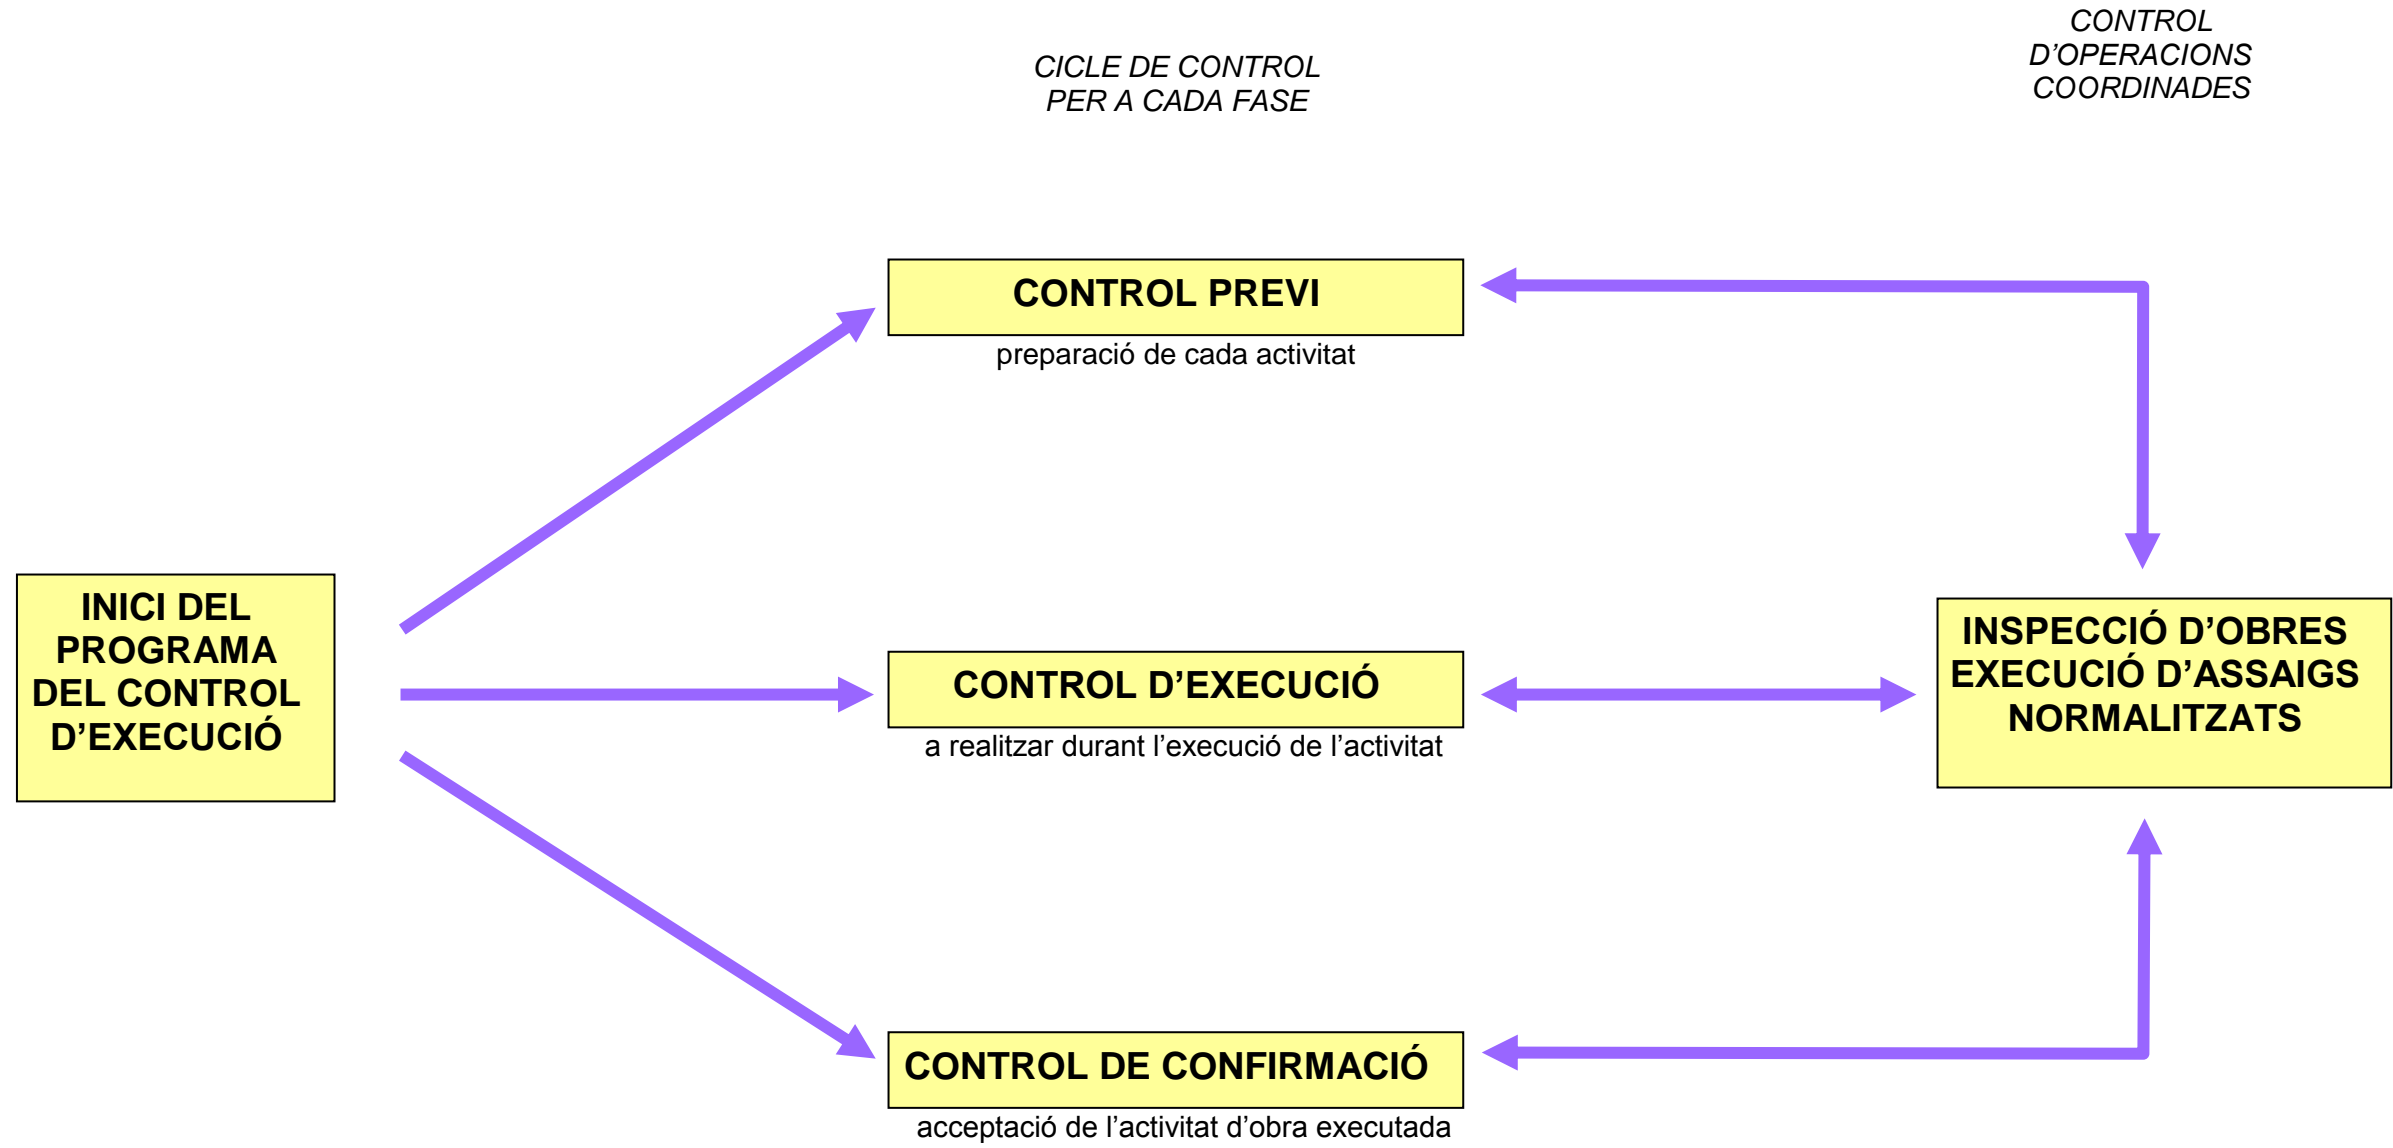 CICLE DE CONTROL
PER A CADA FASE
CONTROL
D’OPERACIONS
COORDINADES
INICI DEL
PROGRAMA
DEL CONTROL
D’EXECUCIÓ
CONTROL PREVI
preparació de cada activitat
CONTROL D’EXECUCIÓ
a realitzar durant l’execució de l’activitat
CONTROL DE CONFIRMACIÓ
acceptació de l’activitat d’obra executada
INSPECCIÓ D’OBRES
EXECUCIÓ D’ASSAIGS
NORMALITZATS